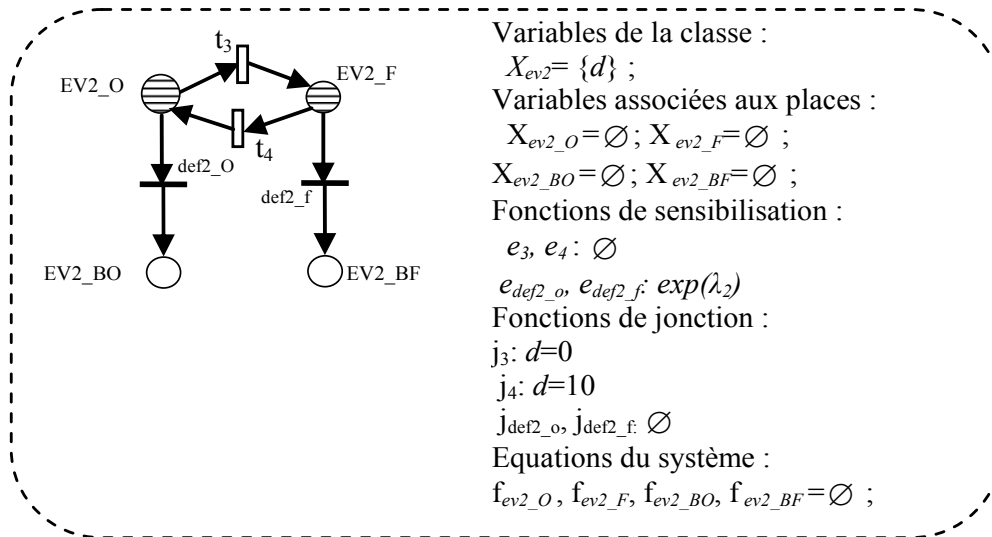 t3
EV2_O
EV2_F
t4
def2_O
def2_f
EV2_BO
EV2_BF
Variables de la classe :
Xev2= {d} ;
Variables associées aux places :
Xev2_O=∅ ; X ev2_F=∅ ;
Xev2_BO=∅ ; X ev2_BF=∅ ;
Fonctions de sensibilisation :
e3, e4 : ∅
edef2_o, edef2_f: exp(λ2)
Fonctions de jonction :
j3: d=0
j4: d=10
jdef2_o, jdef2_f: ∅
Equations du système :
fev2_O , fev2_F, fev2_BO, f ev2_BF=∅ ;